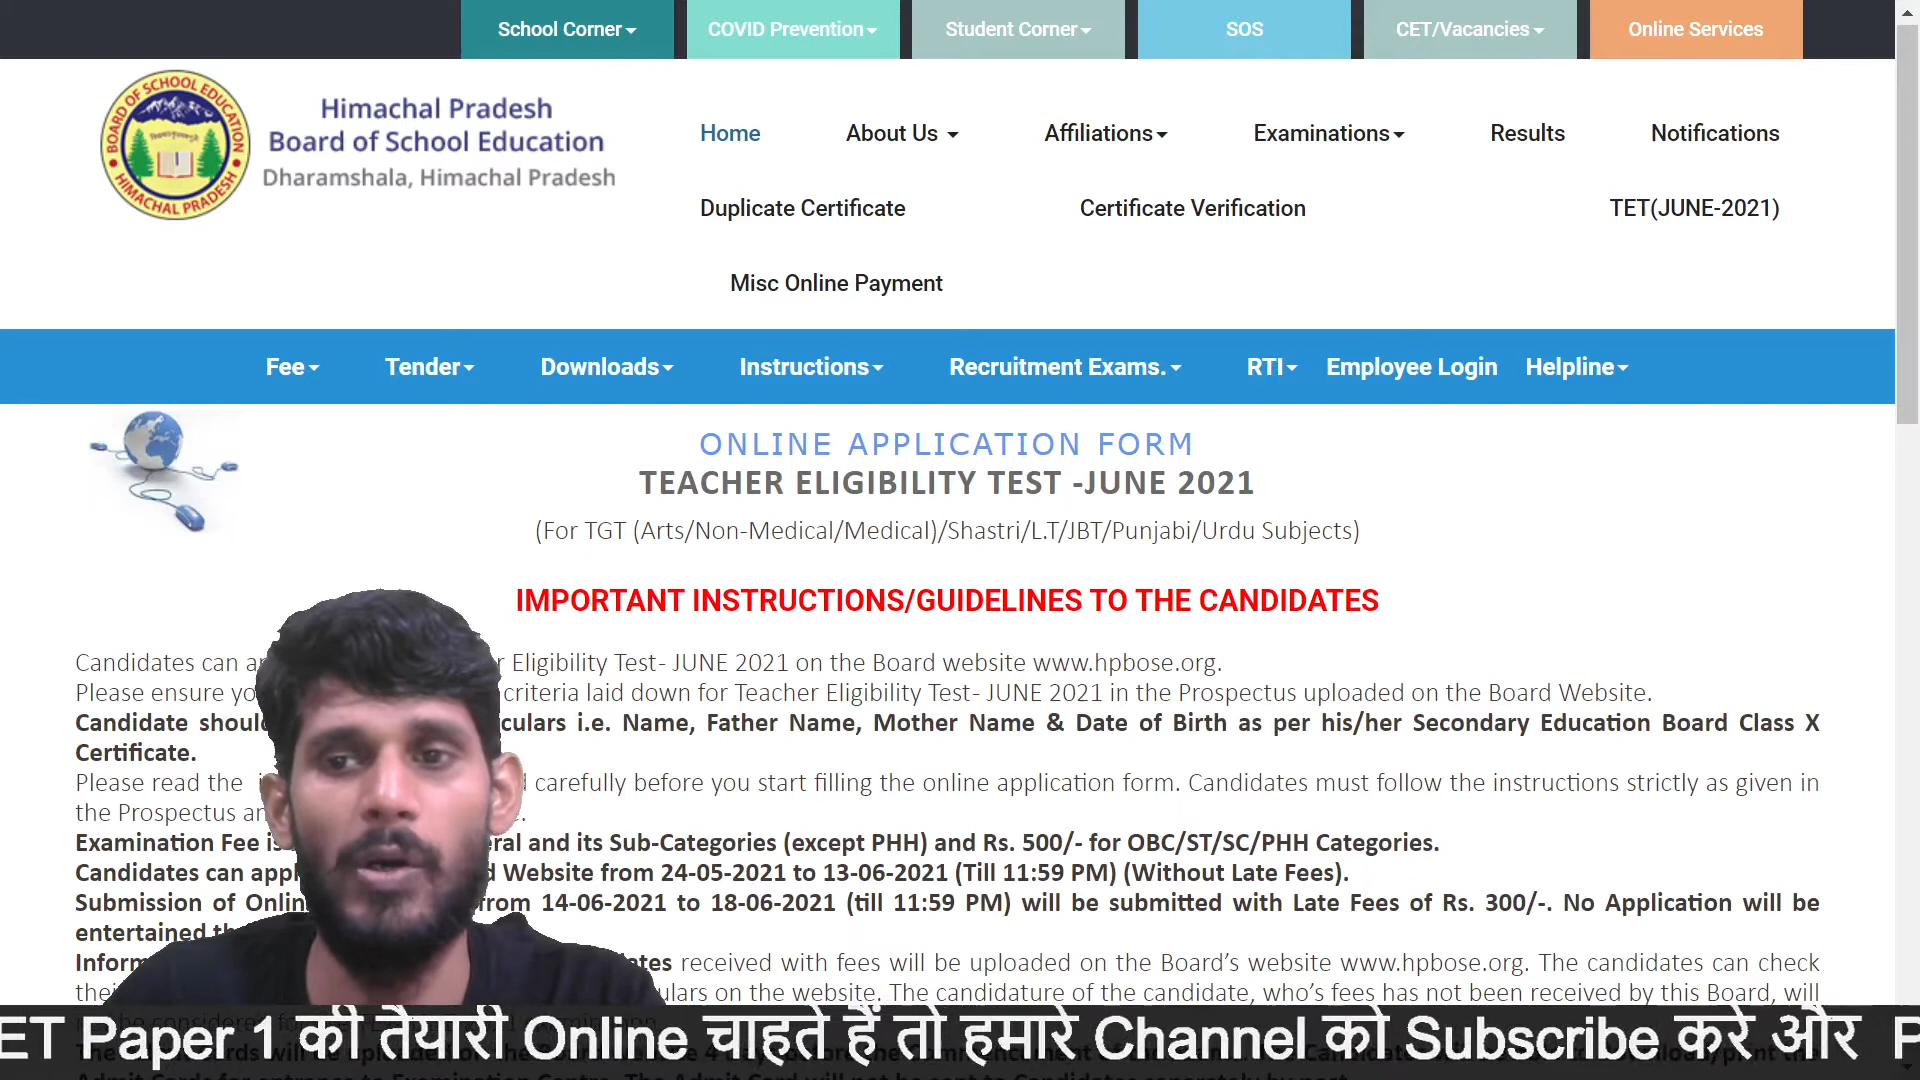 School Corner
COVID Prevention
Student Corner
SOS
CET/Vacancies
Online Services
BOARD OF SCHOOL EDUCATION
HIMACHAL PRADESH
Himachal Pradesh
Board of School Education
Dharamshala, Himachal Pradesh
Home
About Us
Affiliations
Examinations
Results
Notifications
Duplicate Certificate
Certificate Verification
TET(JUNE-2021)
Misc Online Payment
Fee
Tender
Downloads
Instructions
Recruitment Exams.
RTI
Employee Login
Helpline
ONLINE APPLICATION FORM
TEACHER ELIGIBILITY TEST -JUNE 2021
(For TGT (Arts/Non-Medical/Medical)/Shastri/L.T/JBT/Punjabi/Urdu Subjects)
IMPORTANT INSTRUCTIONS/GUIDELINES TO THE CANDIDATES
Candidates can Eligibility Test- JUNE 2021 on the Board website www.hpbose.org.
Please ensure criteria laid down for Teacher Eligibility Test- JUNE 2021 in the Prospectus uploaded on the Board Website.
Candidate i.e. Name, Father Name, Mother Name & Date of Birth as per his/her Secondary Education Board Class X
Certificate.
Please read the carefully before you start filling the online application form. Candidates must follow the instructions strictly as given in
the Prospectus
Examination Fee and its Sub-Categories (except PHH) and Rs. 500/- for OBC/ST/SC/PHH Categories.
Candidates can Website from 24-05-2021 to 13-06-2021 (Till 11:59 PM) (Without Late Fees).
Submission of from 14-06-2021 to 18-06-2021 (till 11:59 PM) will be submitted with Late Fees of Rs. 300/-. No Application will be
entertained
received with fees will be uploaded on the Board's website www.hpbose.org. The candidates can check
on the website. The candidature of the candidate, who's fees has not been received by this Board, will
ET Paper 1 की तैयारी Online चाहते हैं तो हमारे Channel को Subscribe करे और